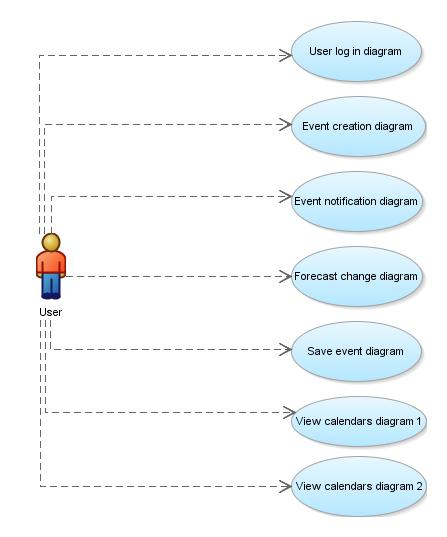 User log in diagram
Event creation diagram
Event notification diagram
Forecast change diagram
User
Save event diagram
View calendars diagram 1
View calendars diagram 2